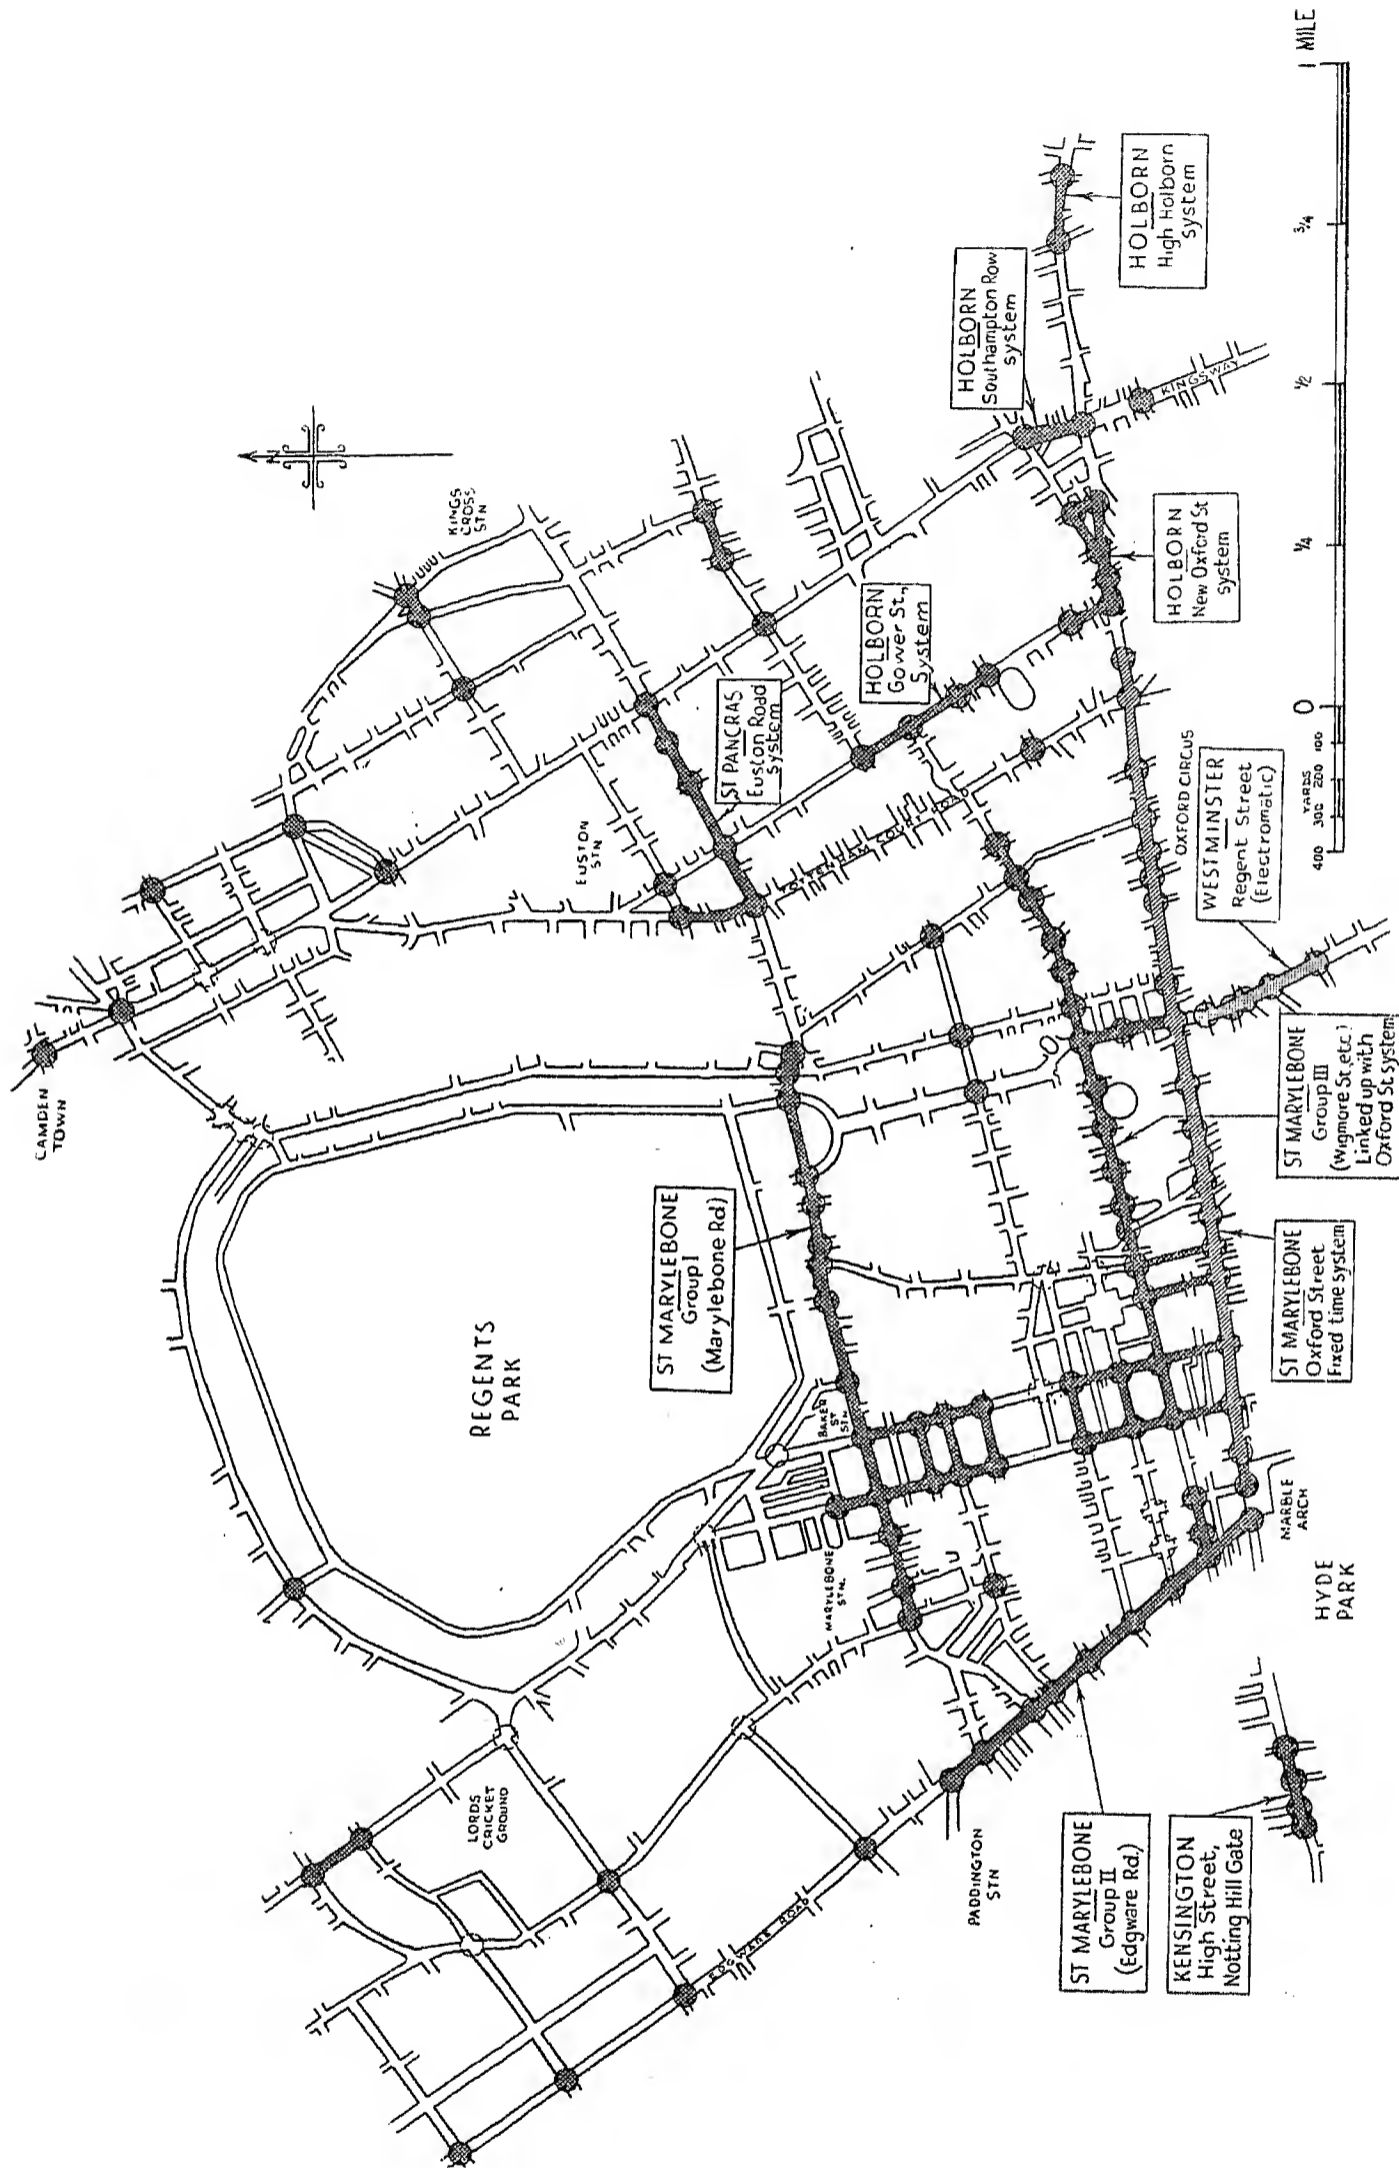 CAMDEN
TOWN
KINGS
CROSS
STN
N
EUSTON
STN
REGENTS
PARK
LORDS
CRICKET
GROUND
ST PANCRAS
Euston Road
System
ST MARYLEBONE
Group I
(Marylebone Rd)
BAKER
ST
STN
MARYLEBONE
STN.
HOLBORN
Gower St.,
System
TOTTENHAM COURT ROAD
HOLBORN
Southampton Row
system
HOLBORN
High Holborn
System
KINGSWAY
HOLBORN
New Oxford St
system
OXFORD CIRCUS
WESTMINSTER
Regent Street
(Electromatic)
ST MARYLEBONE
Group III
(Wigmore St, etc)
Linked up with
Oxford St system
ST MARYLEBONE
Oxford Street
Fixed time system
MARBLE
ARCH
HYDE
PARK
EDGWARE ROAD
PADDINGTON
STN
ST MARYLEBONE
Group II
(Edgware Rd.)
KENSINGTON
High Street,
Notting Hill Gate
YARDS
400 300 200 100 0 1/4 1/2 3/4 1 MILE